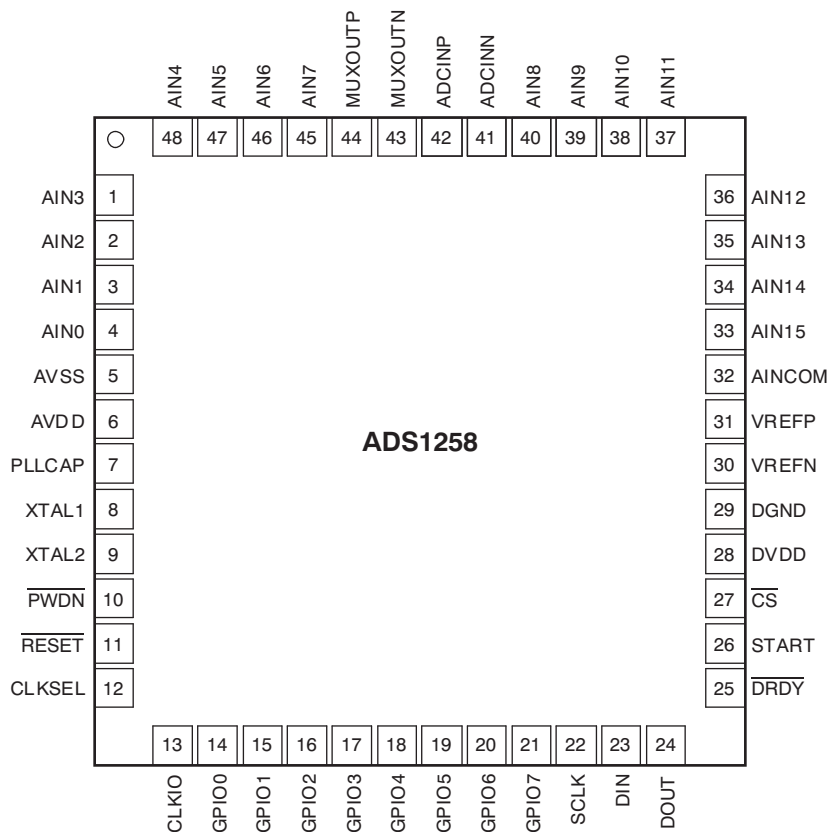 AIN4 AIN5 AIN6 AIN7 MUXOUTP MUXOUTN ADCINP ADCINN AIN8 AIN9 AIN10 AIN11
48 47 46 45 44 43 42 41 40 39 38 37
AIN3 1 36 AIN12
AIN2 2 35 AIN13
AIN1 3 34 AIN14
AIN0 4 33 AIN15
AVSS 5 32 AINCOM
AVDD 6 31 VREFP
ADS1258
PLLCAP 7 30 VREFN
XTAL1 8 29 DGND
XTAL2 9 28 DVDD
PWDN 10 27 CS
RESET 11 26 START
CLKSEL 12 25 DRDY
13 14 15 16 17 18 19 20 21 22 23 24
CLKIO GPIO0 GPIO1 GPIO2 GPIO3 GPIO4 GPIO5 GPIO6 GPIO7 SCLK DIN DOUT